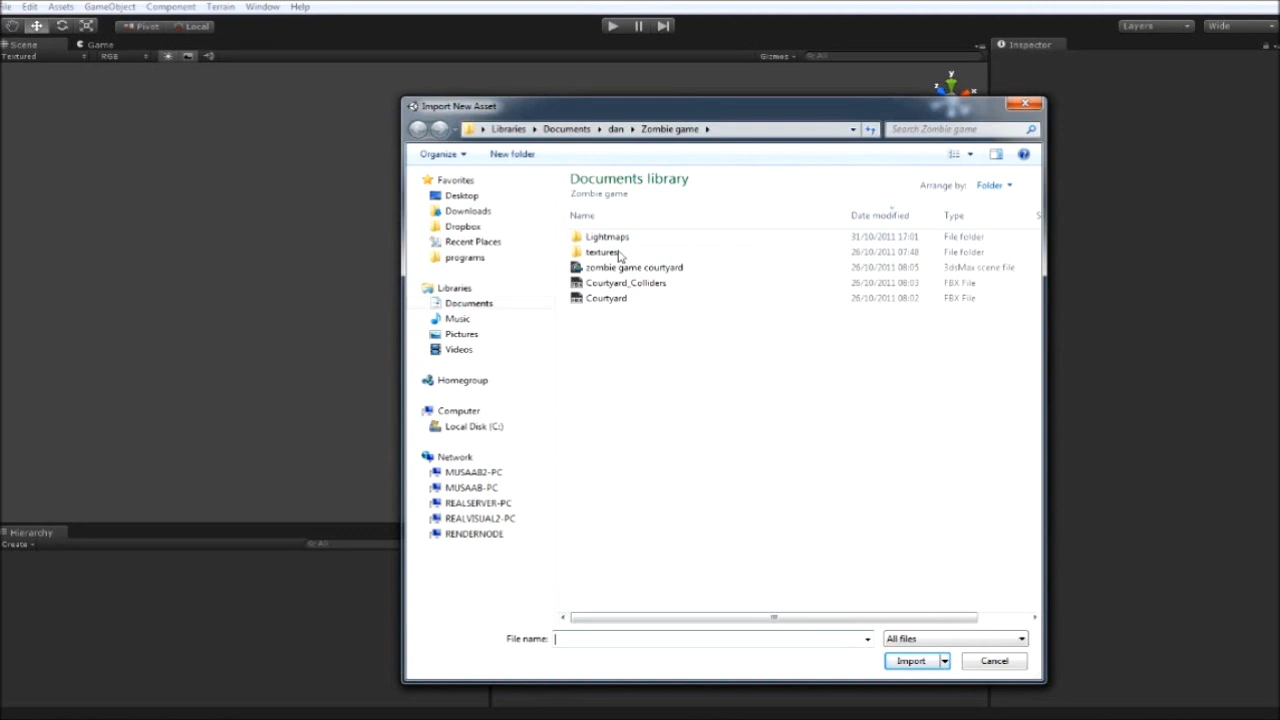 ile Edit Assets GameObject Component Terrain Window Help
Pivot Local Layers Wide
Scene Game Inspector
Textured RGB Gizmos All
y
z x
Import New Asset
Libraries Documents dan Zombie game Search Zombie game
Organize New folder
Documents library
Zombie game
Arrange by: Folder
Name Date modified Type S
Favorites
Desktop
Downloads
Dropbox
Recent Places
programs
Libraries
Documents
Music
Pictures
Videos
Homegroup
Computer
Local Disk (C:)
Network
MUSAAB2-PC
MUSAAB-PC
REALSERVER-PC
REALVISUAL2-PC
RENDERNODE
Lightmaps 31/10/2011 17:01 File folder
textures 26/10/2011 07:48 File folder
zombie game courtyard 26/10/2011 08:05 3dsMax scene file
Courtyard_Colliders 26/10/2011 08:03 FBX File
Courtyard 26/10/2011 08:02 FBX File
Hierarchy
Create All
File name: All files
Import Cancel